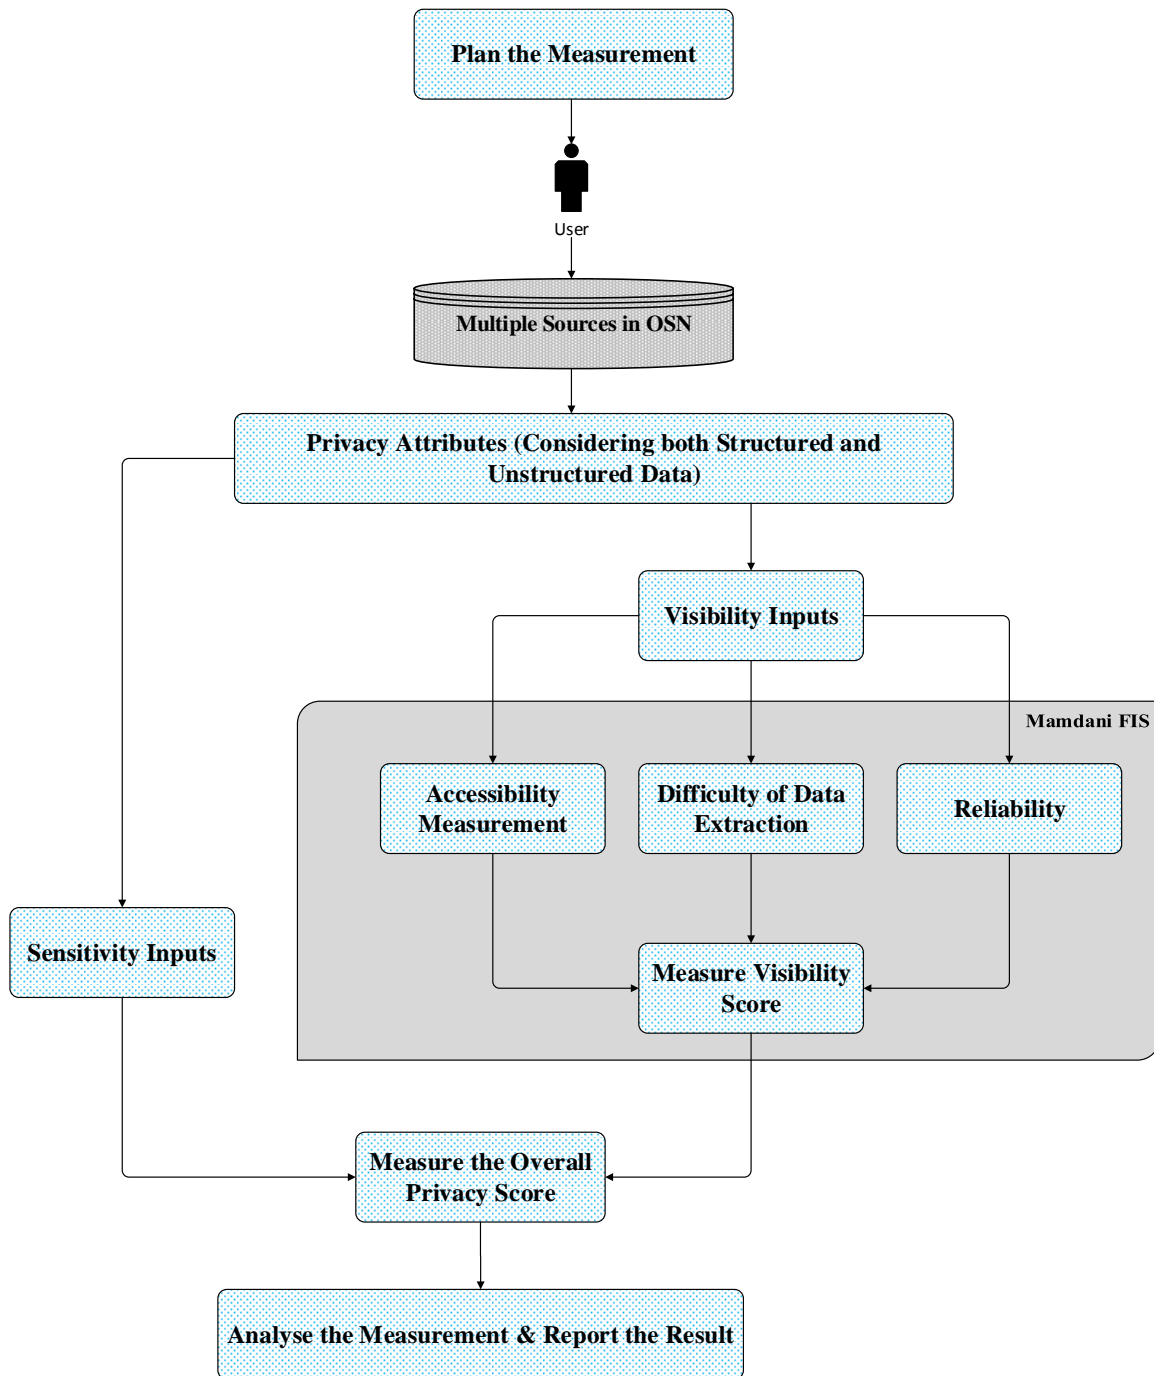 Plan the Measurement
User
Multiple Sources in OSN
Privacy Attributes (Considering both Structured and
Unstructured Data)
Visibility Inputs
Mamdani FIS
Accessibility
Measurement
Difficulty of Data
Extraction
Reliability
Sensitivity Inputs
Measure Visibility
Score
Measure the Overall
Privacy Score
Analyse the Measurement & Report the Result